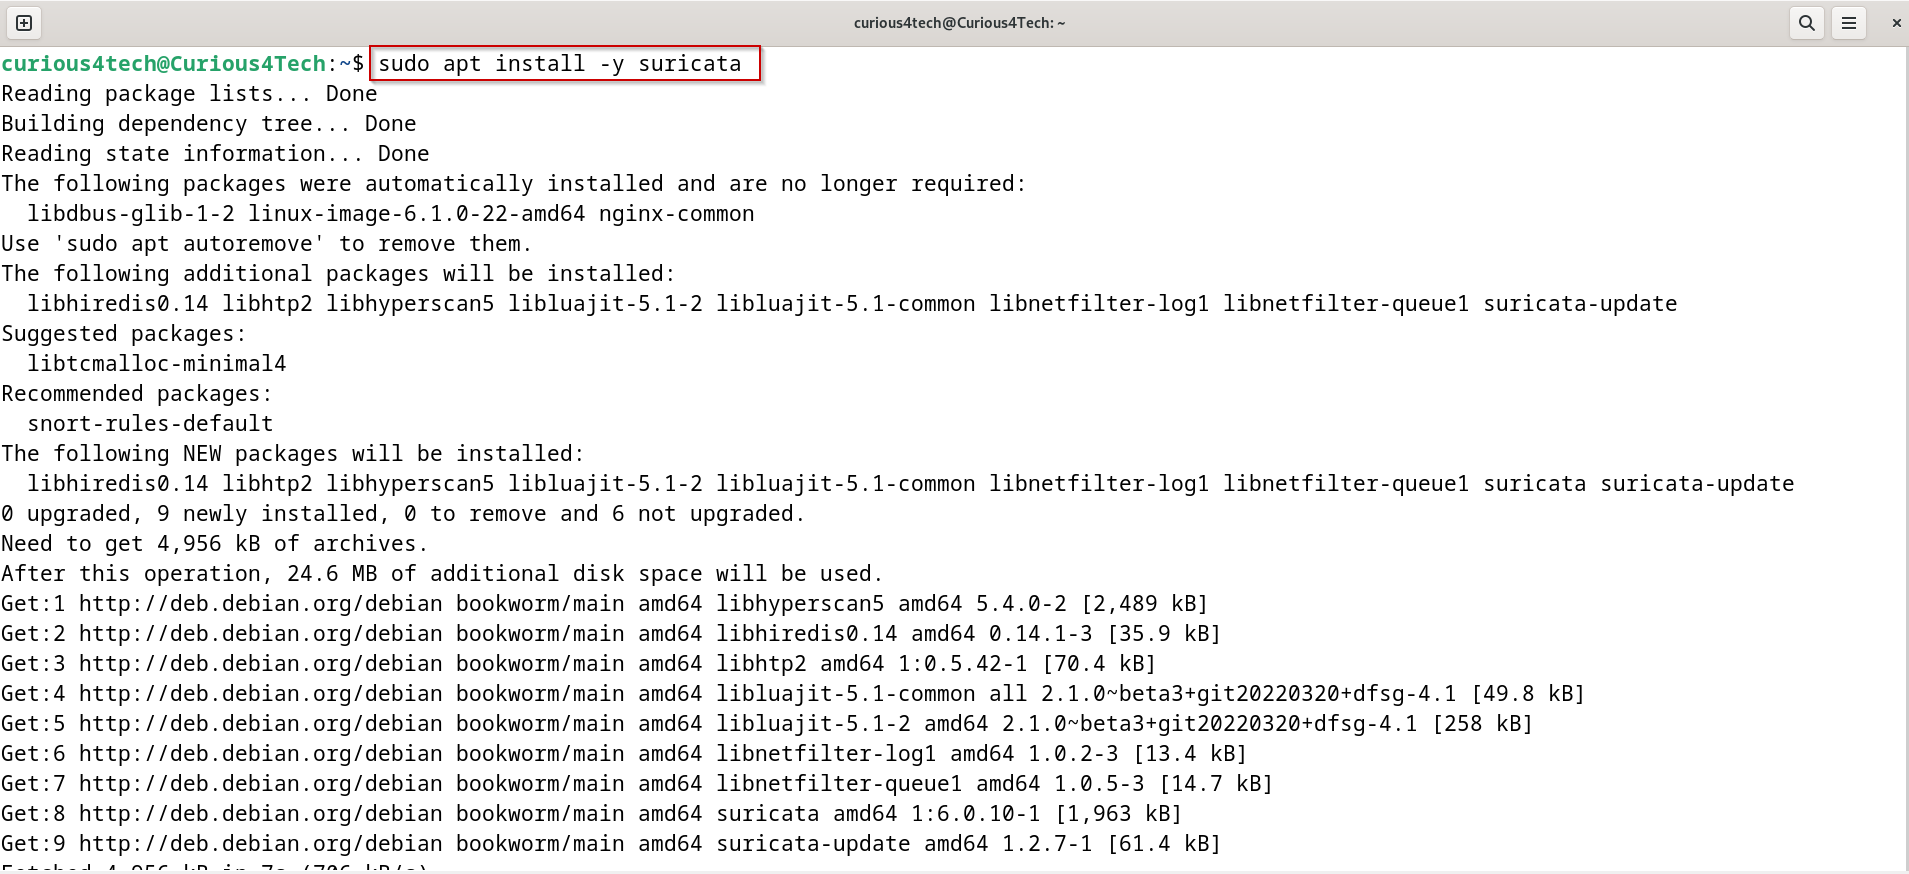 curious4tech@Curious4Tech: ~
curious4tech@Curious4Tech:~$ sudo apt install -y suricata
Reading package lists... Done
Building dependency tree... Done
Reading state information... Done
The following packages were automatically installed and are no longer required:
  libdbus-glib-1-2 linux-image-6.1.0-22-amd64 nginx-common
Use 'sudo apt autoremove' to remove them.
The following additional packages will be installed:
  libhiredis0.14 libhtp2 libhyperscan5 libluajit-5.1-2 libluajit-5.1-common libnetfilter-log1 libnetfilter-queue1 suricata-update
Suggested packages:
  libtcmalloc-minimal4
Recommended packages:
  snort-rules-default
The following NEW packages will be installed:
  libhiredis0.14 libhtp2 libhyperscan5 libluajit-5.1-2 libluajit-5.1-common libnetfilter-log1 libnetfilter-queue1 suricata suricata-update
0 upgraded, 9 newly installed, 0 to remove and 6 not upgraded.
Need to get 4,956 kB of archives.
After this operation, 24.6 MB of additional disk space will be used.
Get:1 http://deb.debian.org/debian bookworm/main amd64 libhyperscan5 amd64 5.4.0-2 [2,489 kB]
Get:2 http://deb.debian.org/debian bookworm/main amd64 libhiredis0.14 amd64 0.14.1-3 [35.9 kB]
Get:3 http://deb.debian.org/debian bookworm/main amd64 libhtp2 amd64 1:0.5.42-1 [70.4 kB]
Get:4 http://deb.debian.org/debian bookworm/main amd64 libluajit-5.1-common all 2.1.0~beta3+git20220320+dfsg-4.1 [49.8 kB]
Get:5 http://deb.debian.org/debian bookworm/main amd64 libluajit-5.1-2 amd64 2.1.0~beta3+git20220320+dfsg-4.1 [258 kB]
Get:6 http://deb.debian.org/debian bookworm/main amd64 libnetfilter-log1 amd64 1.0.2-3 [13.4 kB]
Get:7 http://deb.debian.org/debian bookworm/main amd64 libnetfilter-queue1 amd64 1.0.5-3 [14.7 kB]
Get:8 http://deb.debian.org/debian bookworm/main amd64 suricata amd64 1:6.0.10-1 [1,963 kB]
Get:9 http://deb.debian.org/debian bookworm/main amd64 suricata-update amd64 1.2.7-1 [61.4 kB]
Fetched 4,956 kB in 7s (706 kB/s)